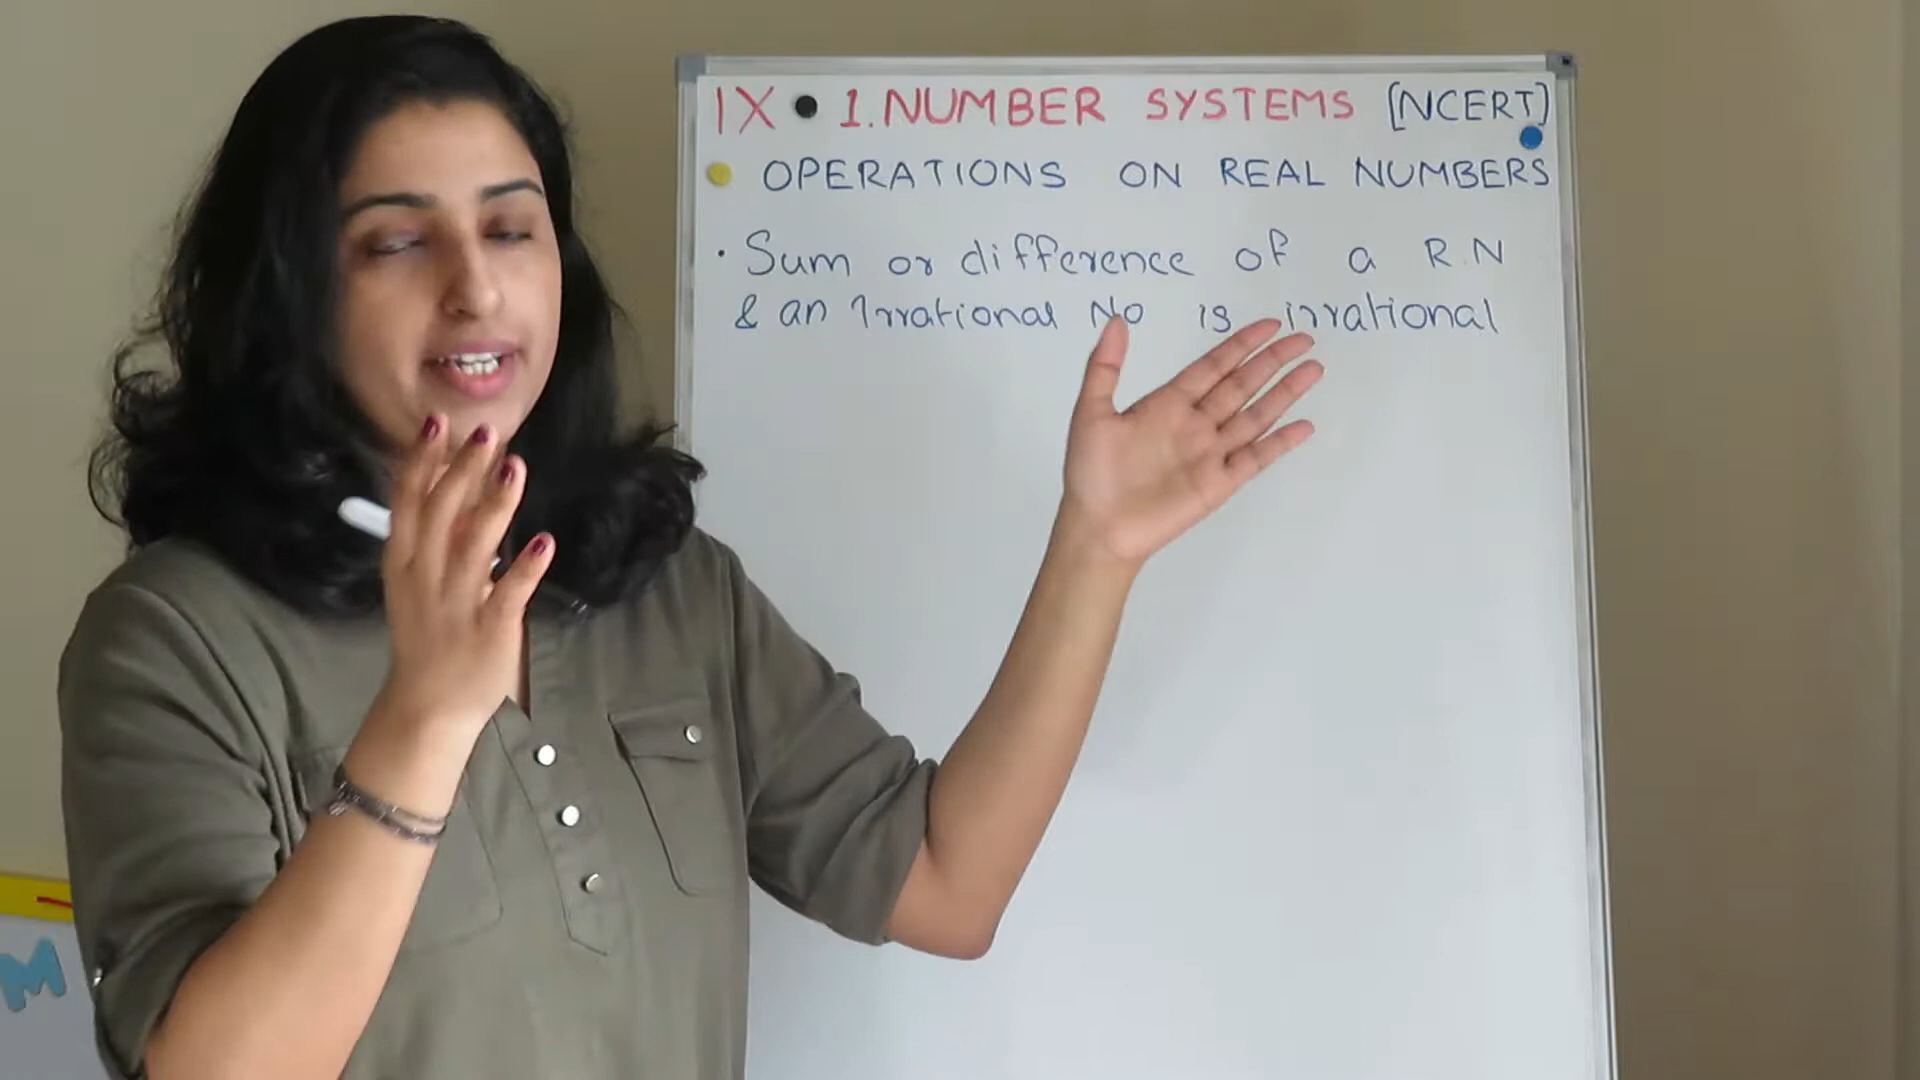 IX • 1. NUMBER SYSTEMS [NCERT]
OPERATIONS ON REAL NUMBERS
• Sum or difference of a R.N
& an Irrational No is irrational
M